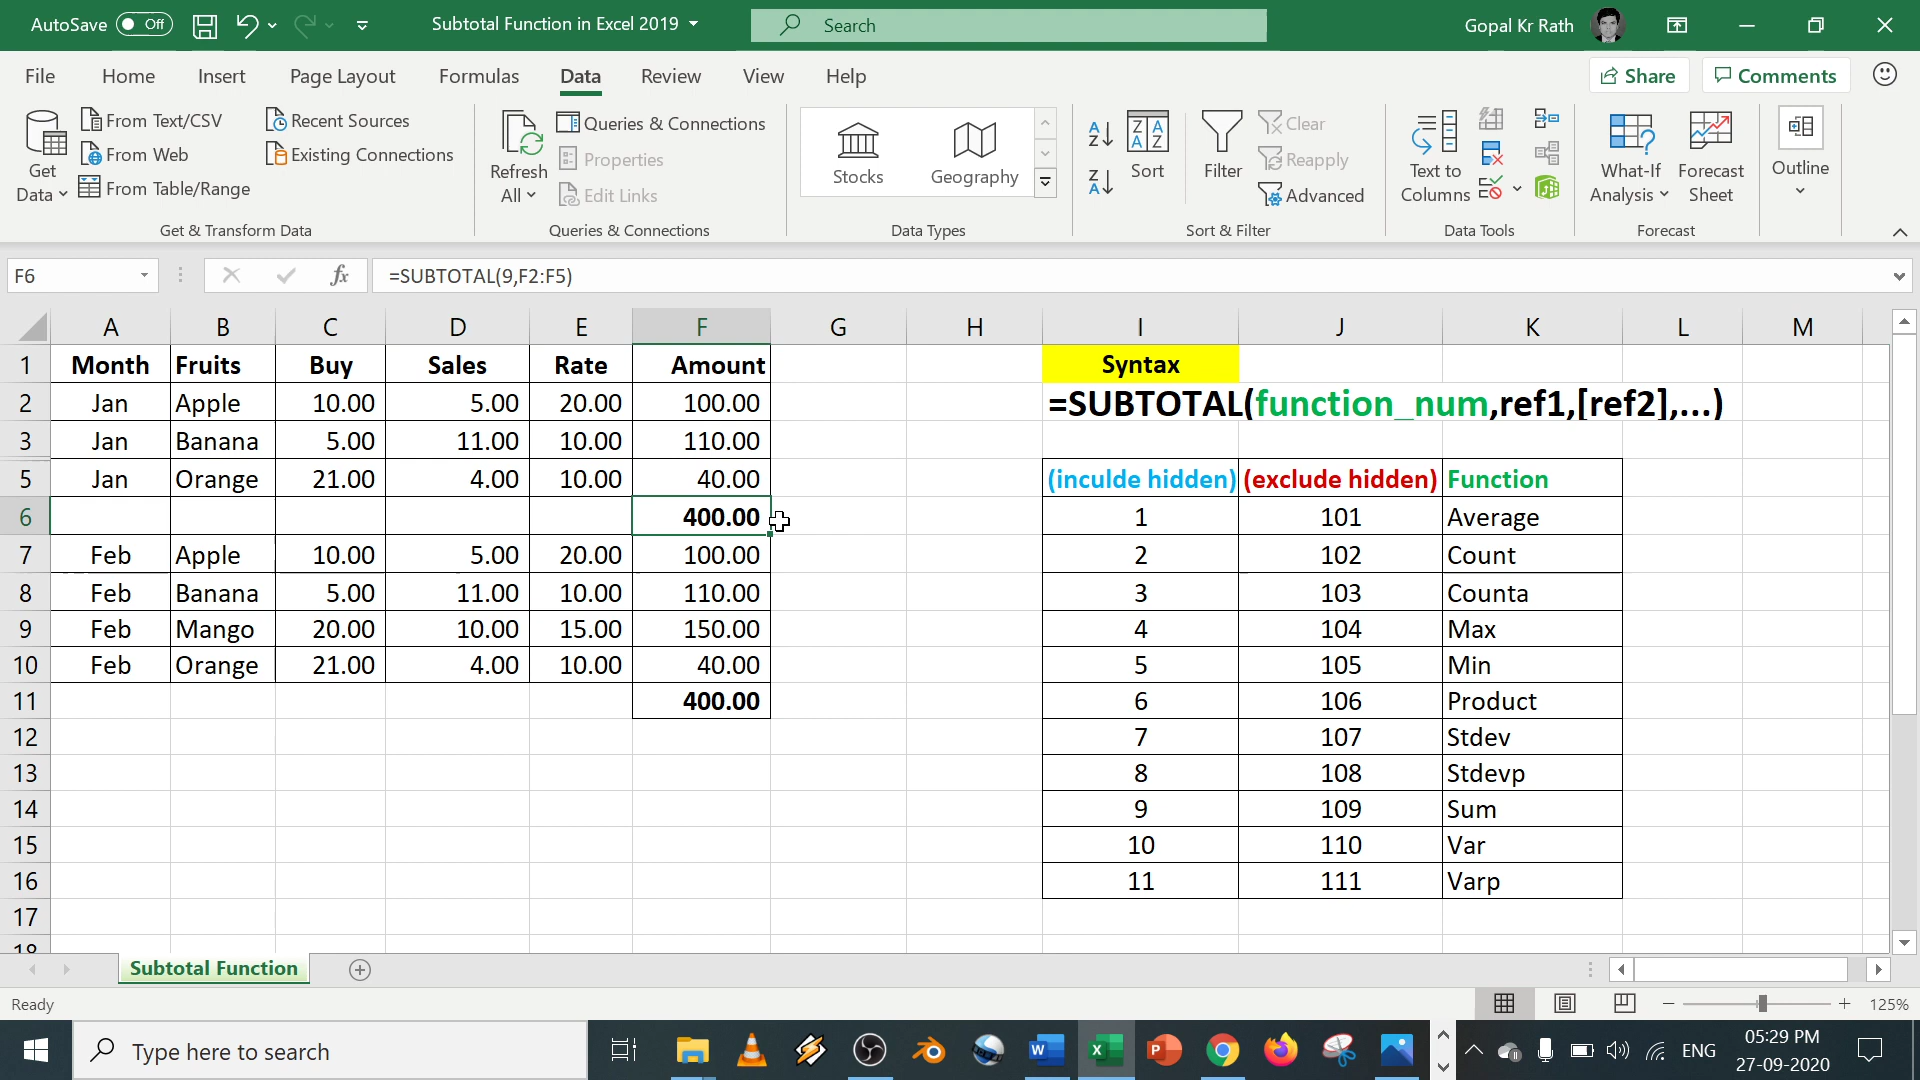 AutoSave Off Subtotal Function in Excel 2019 Search Gopal Kr Rath
File Home Insert Page Layout Formulas Data Review View Help Share Comments
Get Data
From Text/CSV
From Web
From Table/Range
Recent Sources
Existing Connections
Get & Transform Data
Refresh All
Queries & Connections
Properties
Edit Links
Queries & Connections
Stocks Geography
Data Types
Sort Filter
Clear
Reapply
Advanced
Sort & Filter
Text to Columns
Data Tools
What-If Analysis
Forecast Sheet
Forecast
Outline
F6 fx =SUBTOTAL(9,F2:F5)
A B C D E F G H I J K L M
1 Month Fruits Buy Sales Rate Amount Syntax
2 Jan Apple 10.00 5.00 20.00 100.00 =SUBTOTAL(function_num,ref1,[ref2],...)
3 Jan Banana 5.00 11.00 10.00 110.00
5 Jan Orange 21.00 4.00 10.00 40.00 (inculde hidden) (exclude hidden) Function
6 400.00 1 101 Average
7 Feb Apple 10.00 5.00 20.00 100.00 2 102 Count
8 Feb Banana 5.00 11.00 10.00 110.00 3 103 Counta
9 Feb Mango 20.00 10.00 15.00 150.00 4 104 Max
10 Feb Orange 21.00 4.00 10.00 40.00 5 105 Min
11 400.00 6 106 Product
12 7 107 Stdev
13 8 108 Stdevp
14 9 109 Sum
15 10 110 Var
16 11 111 Varp
17
18
Subtotal Function
Ready 125%
Type here to search ENG 05:29 PM
27-09-2020